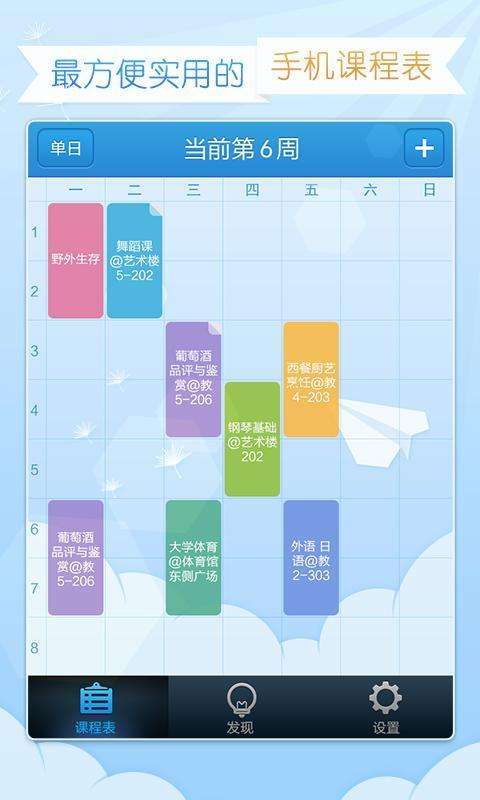 最方便实用的
手机课程表
单日
当前第6周
+
一 二 三 四 五 六 日
1
野外生存
舞蹈课
@艺术楼
5-202
2
3
葡萄酒
品评与鉴
赏@教
5-206
西餐厨艺
烹饪@教
4-203
4
钢琴基础
@艺术楼
202
5
6
葡萄酒
品评与鉴
赏@教
5-206
大学体育
@体育馆
东侧广场
外语 日
语@教
2-303
7
8
课程表
发现
设置